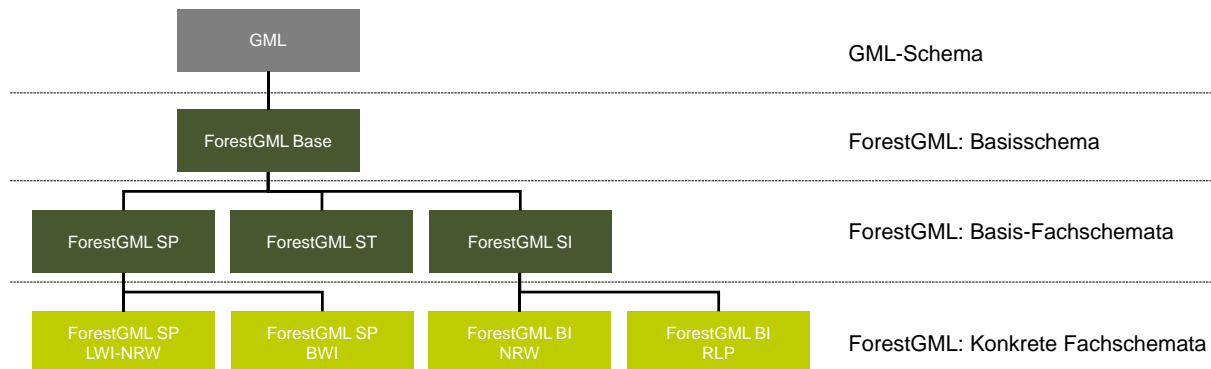 GML
GML-Schema
ForestGML Base
ForestGML: Basisschema
ForestGML SP
ForestGML ST
ForestGML SI
ForestGML: Basis-Fachschemata
ForestGML SP
LWI-NRW
ForestGML SP
BWI
ForestGML BI
NRW
ForestGML BI
RLP
ForestGML: Konkrete Fachschemata